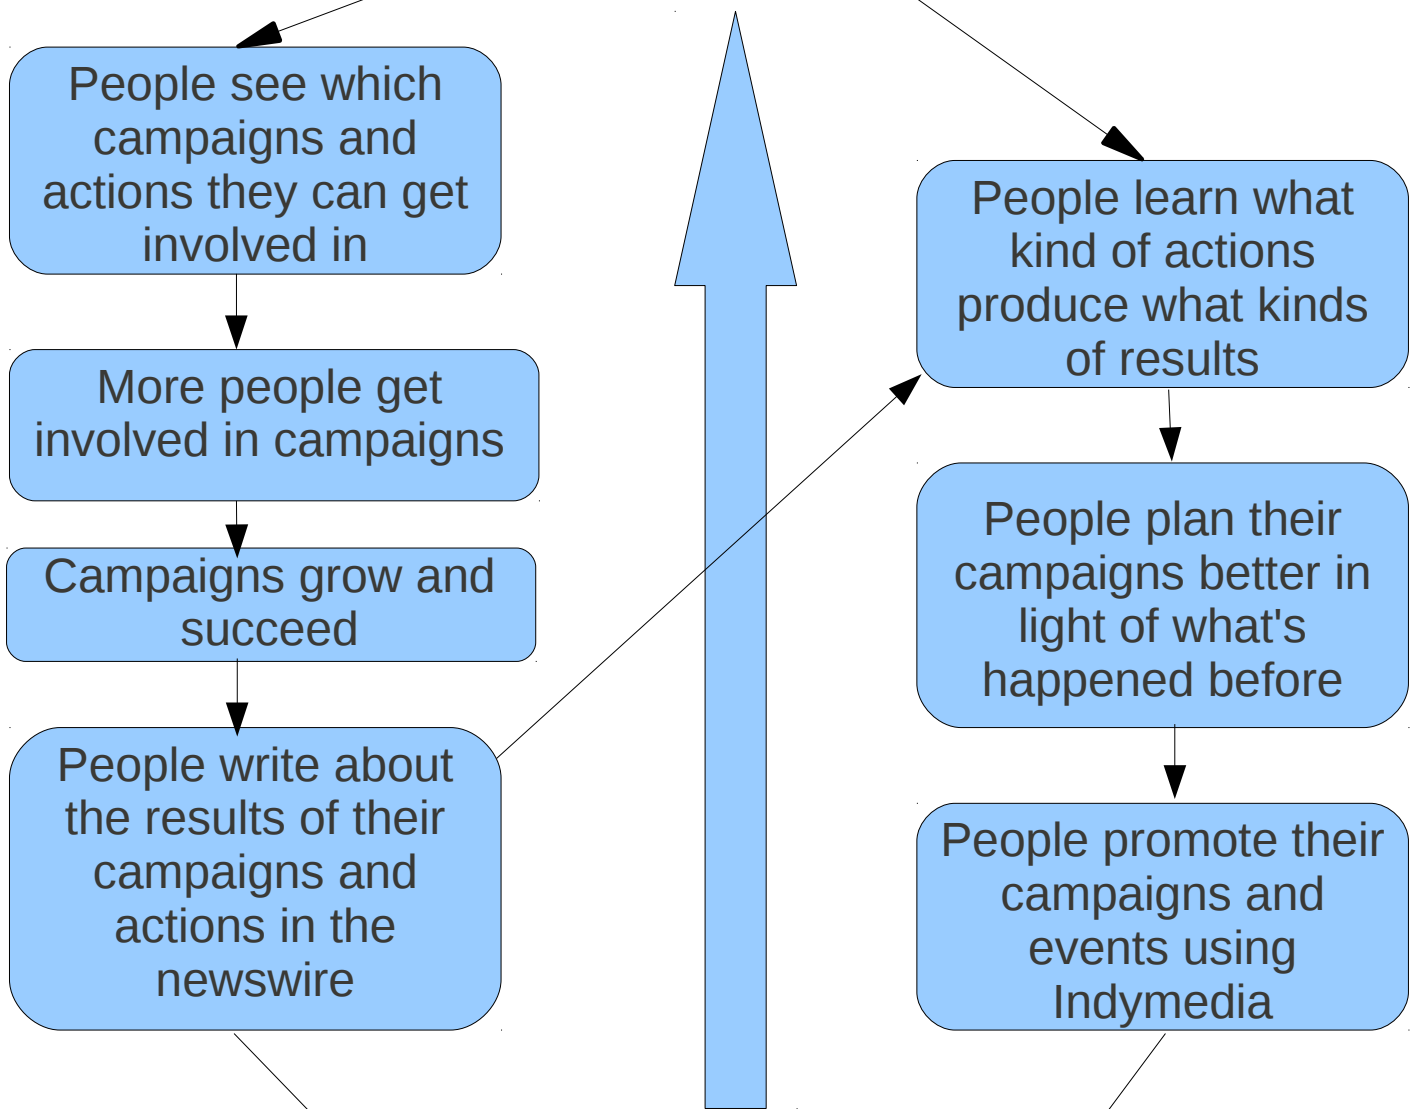 People see which
campaigns and
actions they can get
involved in
More people get
involved in campaigns
Campaigns grow and
succeed
People write about
the results of their
campaigns and
actions in the
newswire
People learn what
kind of actions
produce what kinds
of results
People plan their
campaigns better in
light of what's
happened before
People promote their
campaigns and
events using
Indymedia